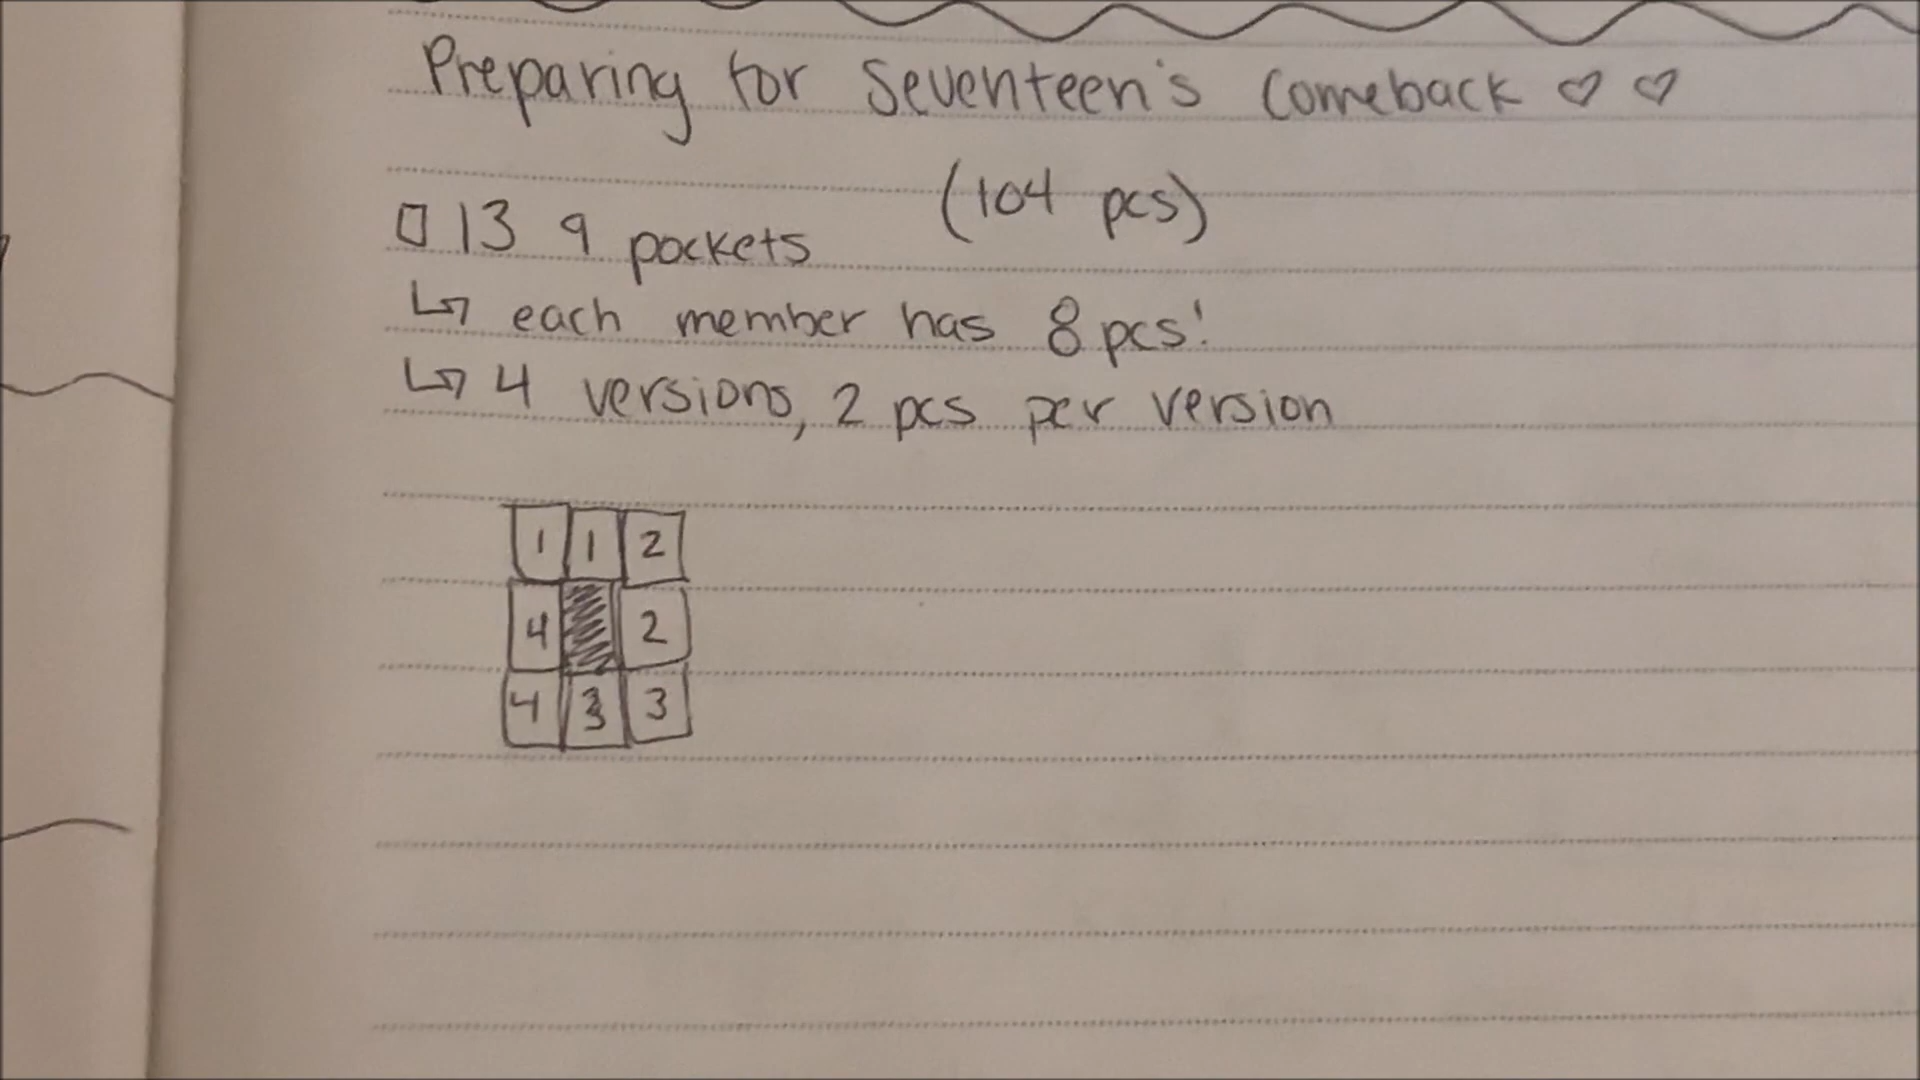 Preparing for Seventeen's comeback ♡ ♡
(104 pcs)
□ 13 9 pockets
↳ each member has 8 pcs!
↳ 4 versions, 2 pcs per version
1 1 2
4 2
4 3 3